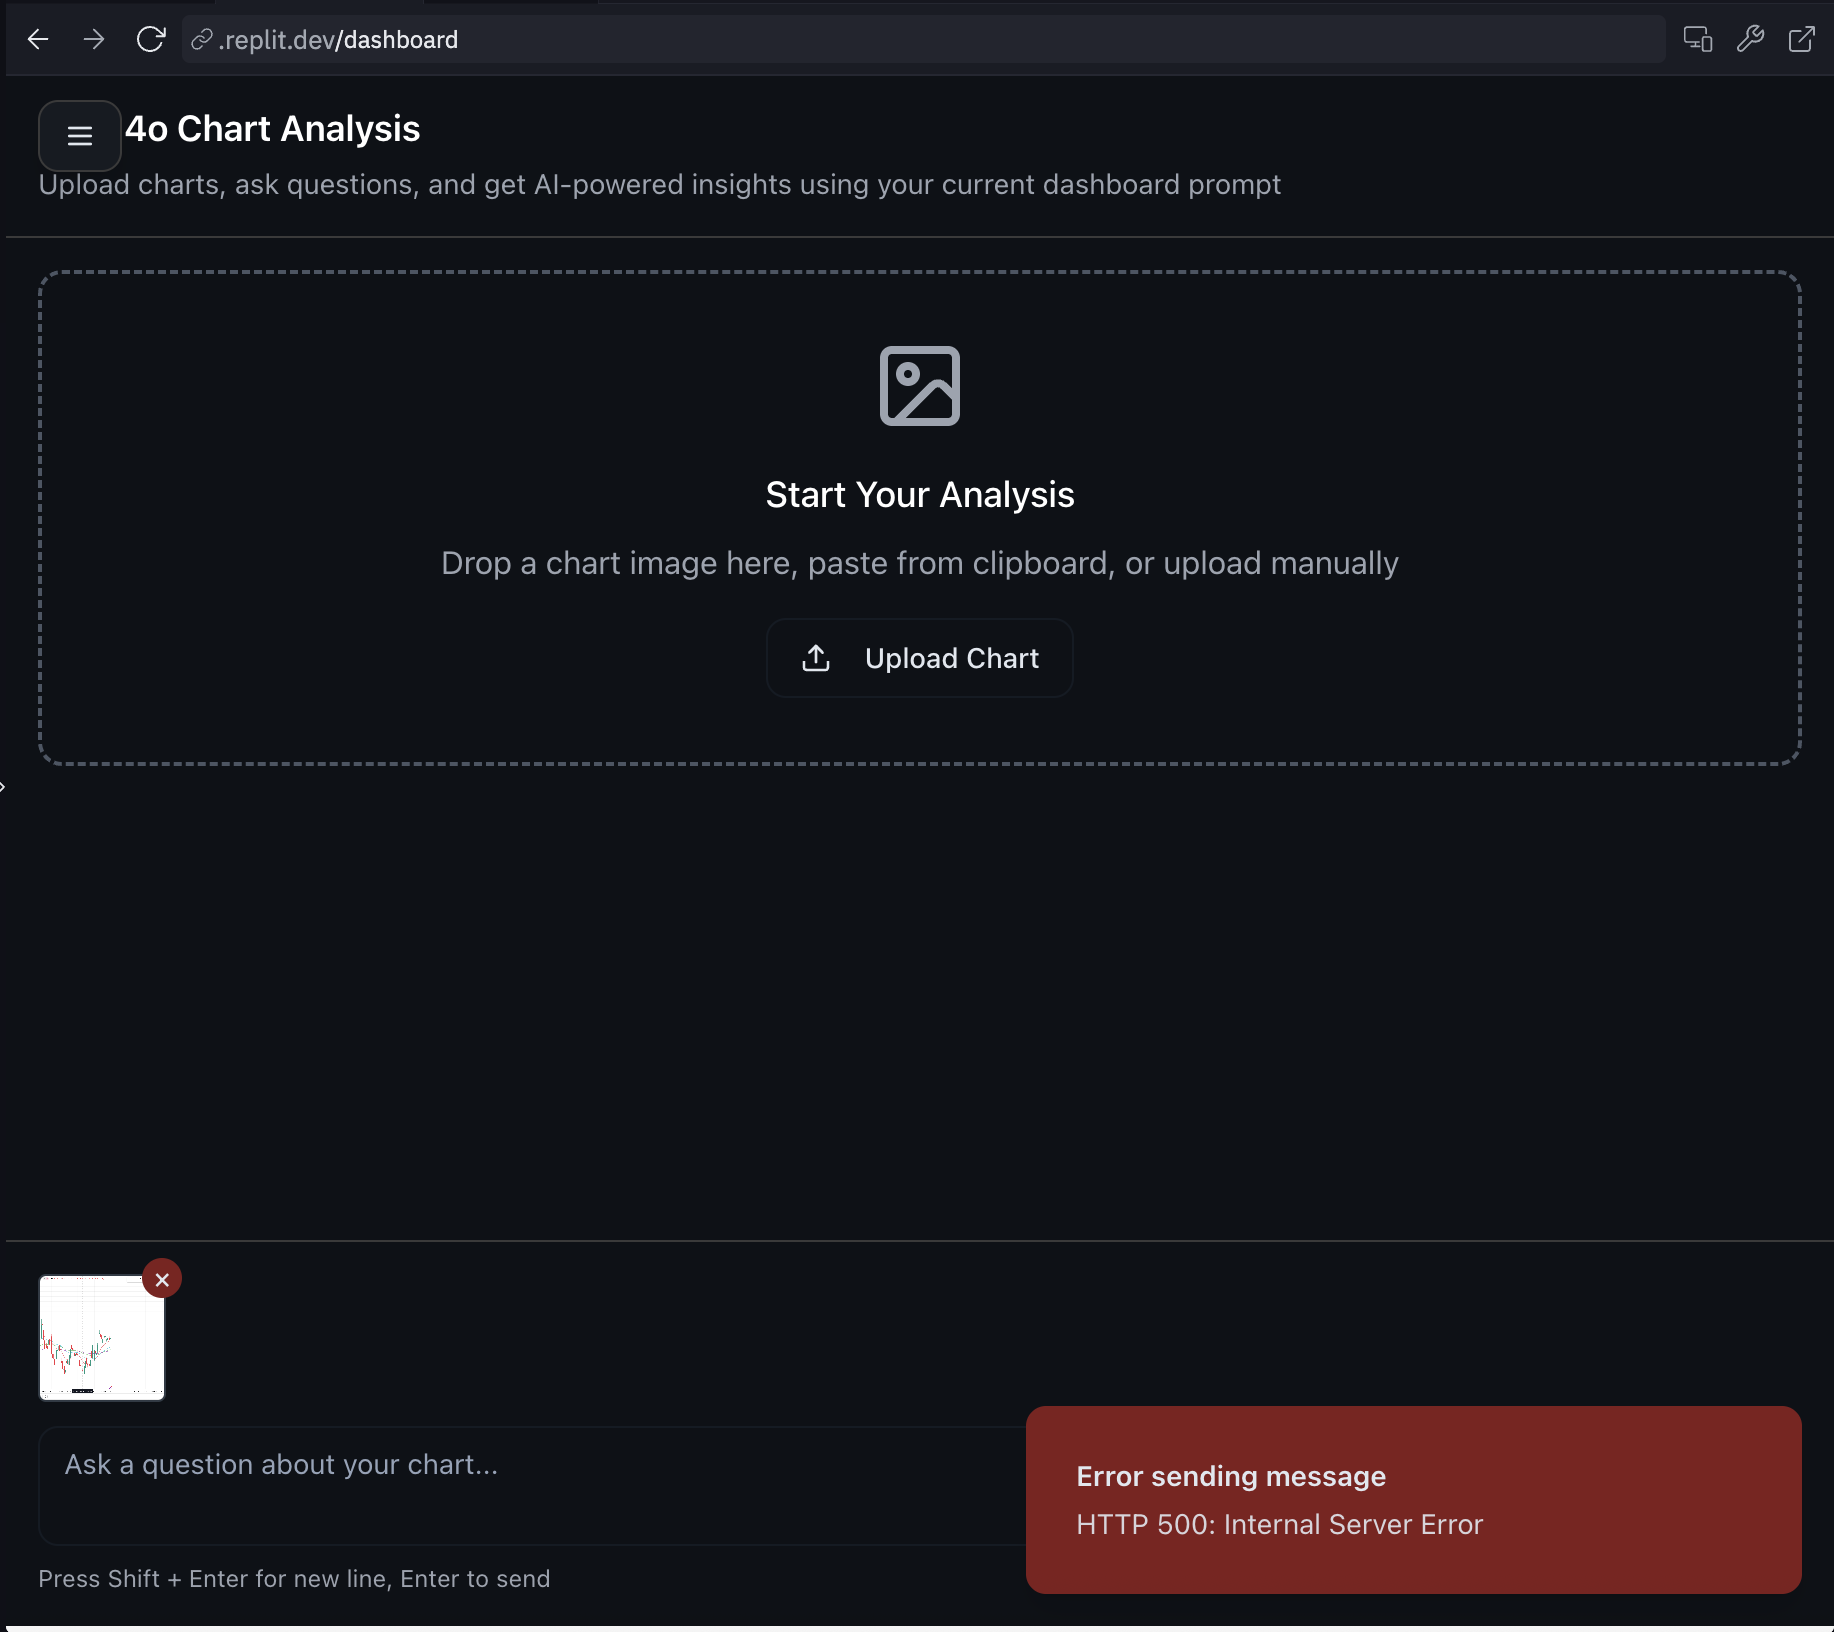 .replit.dev/dashboard
4o Chart Analysis
Upload charts, ask questions, and get AI-powered insights using your current dashboard prompt
Start Your Analysis
Drop a chart image here, paste from clipboard, or upload manually
Upload Chart
Ask a question about your chart...
Error sending message
HTTP 500: Internal Server Error
Press Shift + Enter for new line, Enter to send